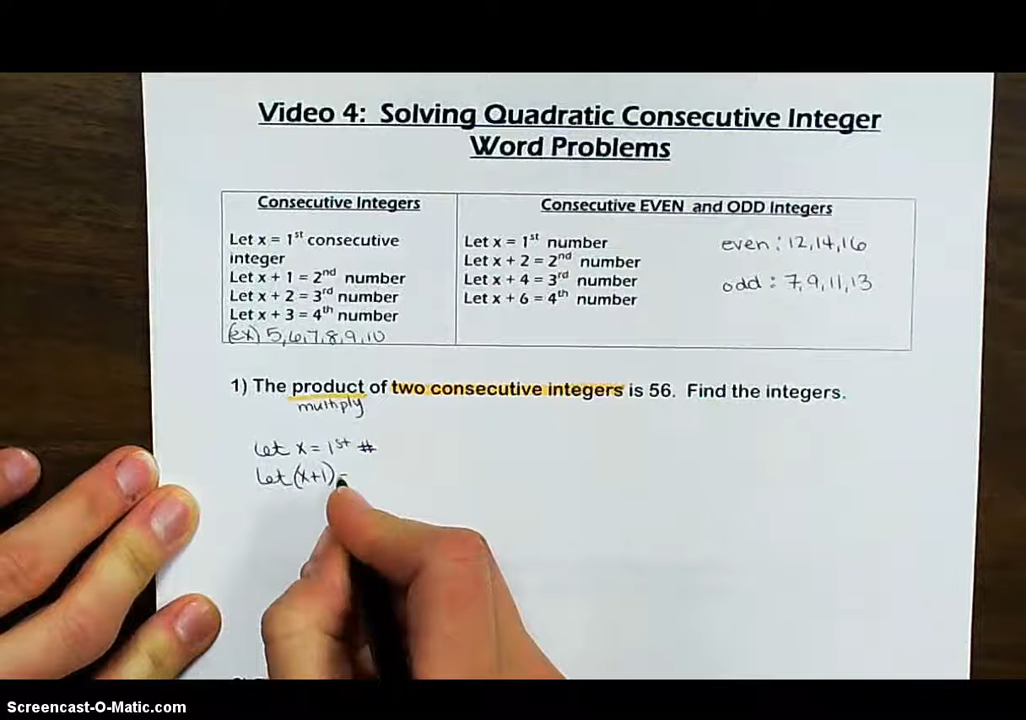 Video 4: Solving Quadratic Consecutive Integer
Word Problems
Consecutive Integers
Let x = 1st consecutive
integer
Let x + 1 = 2nd number
Let x + 2 = 3rd number
Let x + 3 = 4th number
(ex) 5,6,7,8,9,10
Consecutive EVEN and ODD Integers
Let x = 1st number
Let x + 2 = 2nd number
Let x + 4 = 3rd number
Let x + 6 = 4th number
even: 12,14,16
odd: 7,9,11,13
1) The product of two consecutive integers is 56. Find the integers.
multiply
Let x = 1st #
Let (x+1) =
Screencast-O-Matic.com